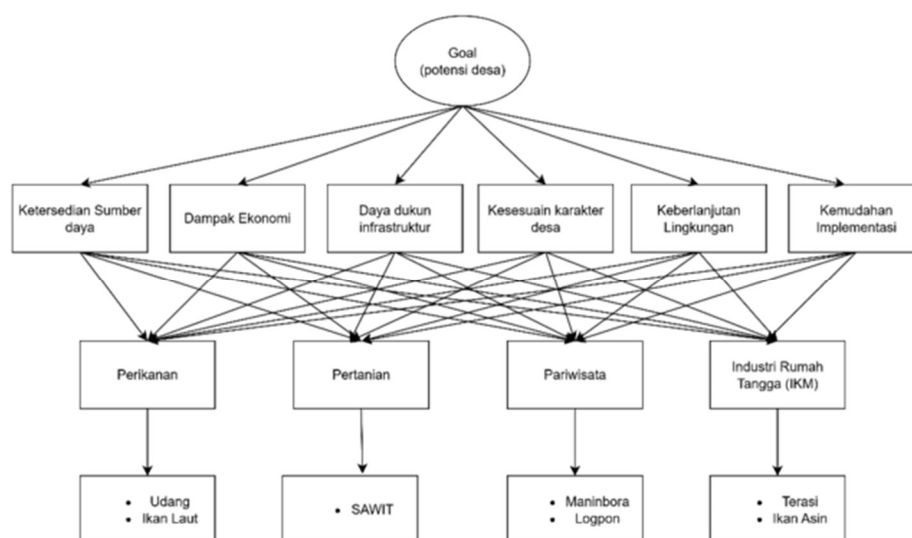 Goal
(potensi desa)
Ketersedian Sumber
daya
Dampak Ekonomi
Daya dukun
infrastruktur
Kesesuain karakter
desa
Keberlanjutan
Lingkungan
Kemudahan
Implementasi
Perikanan
Pertanian
Pariwisata
Industri Rumah
Tangga (IKM)
• Udang
• Ikan Laut
• SAWIT
• Maninbora
• Logpon
• Terasi
• Ikan Asin